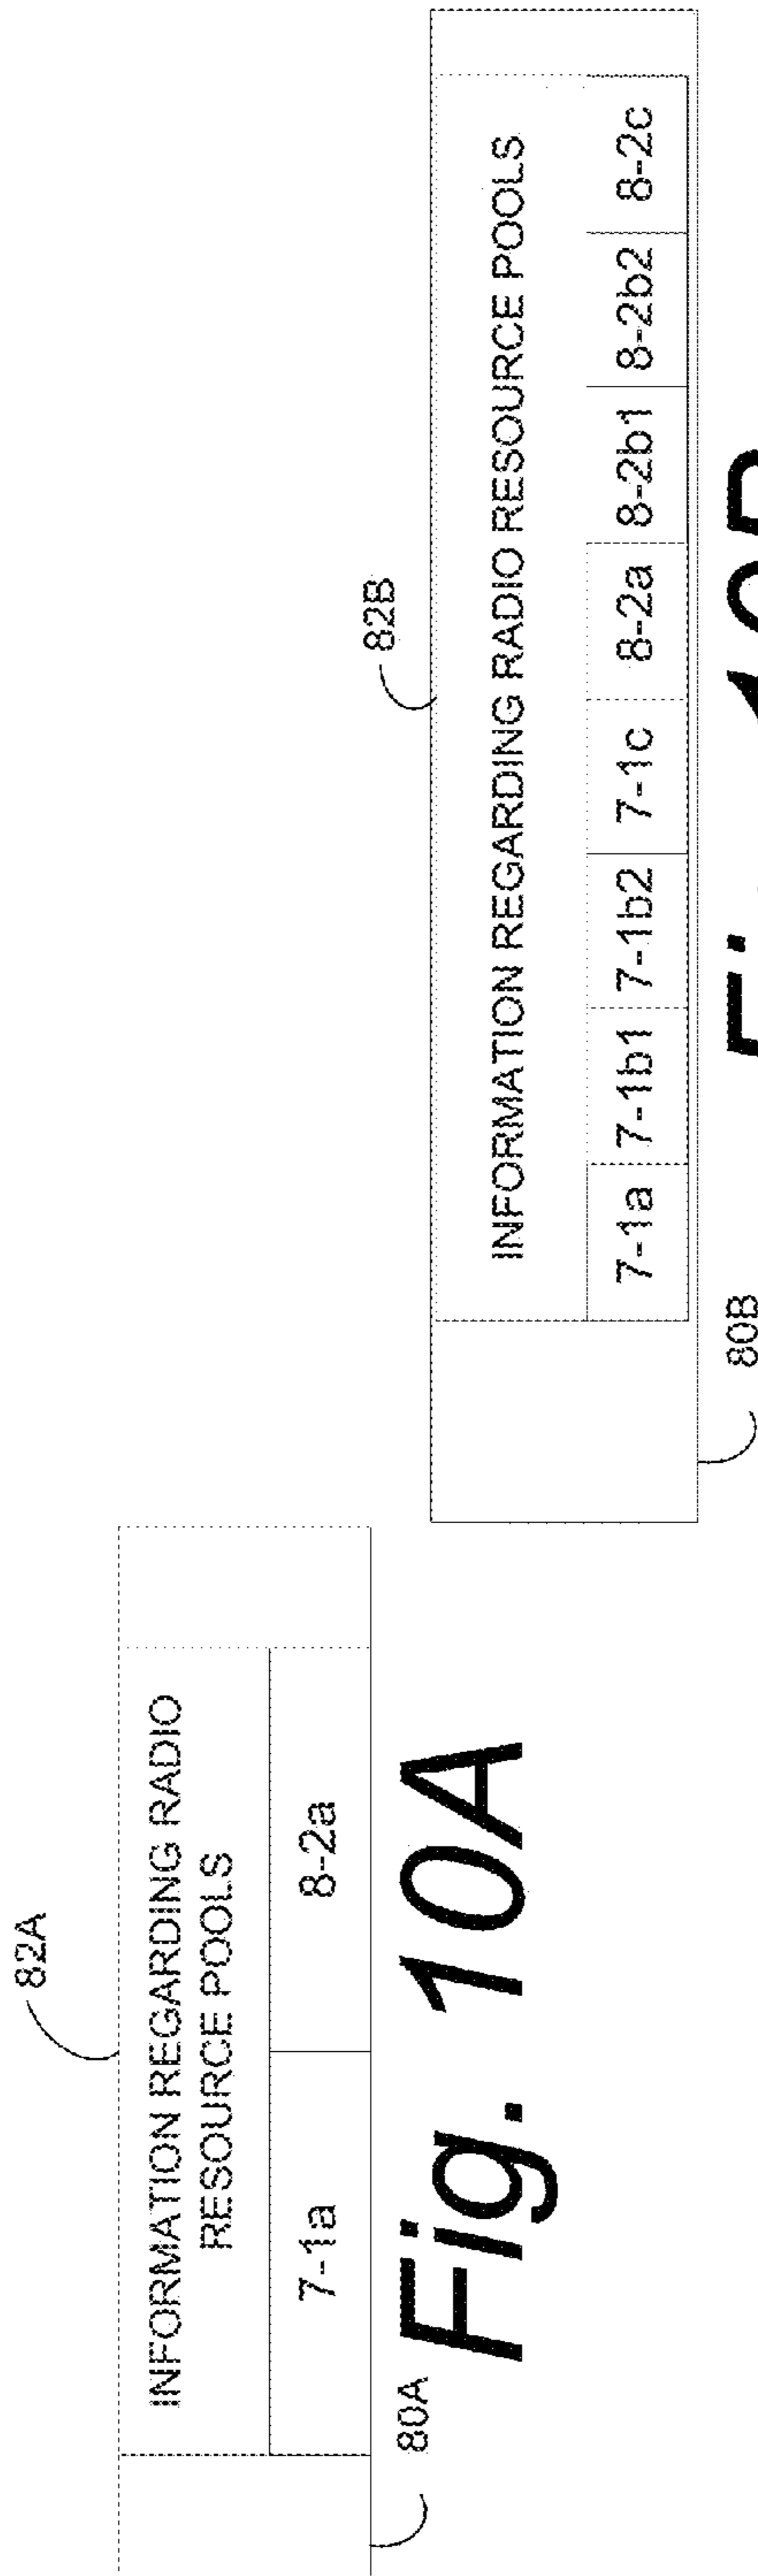 82A
INFORMATION REGARDING RADIO
RESOURCE POOLS
7-1a 8-2a
80A
Fig. 10A
82B
INFORMATION REGARDING RADIO RESOURCE POOLS
7-1a 7-1b1 7-1b2 7-1c 8-2a 8-2b1 8-2b2 8-2c
80B